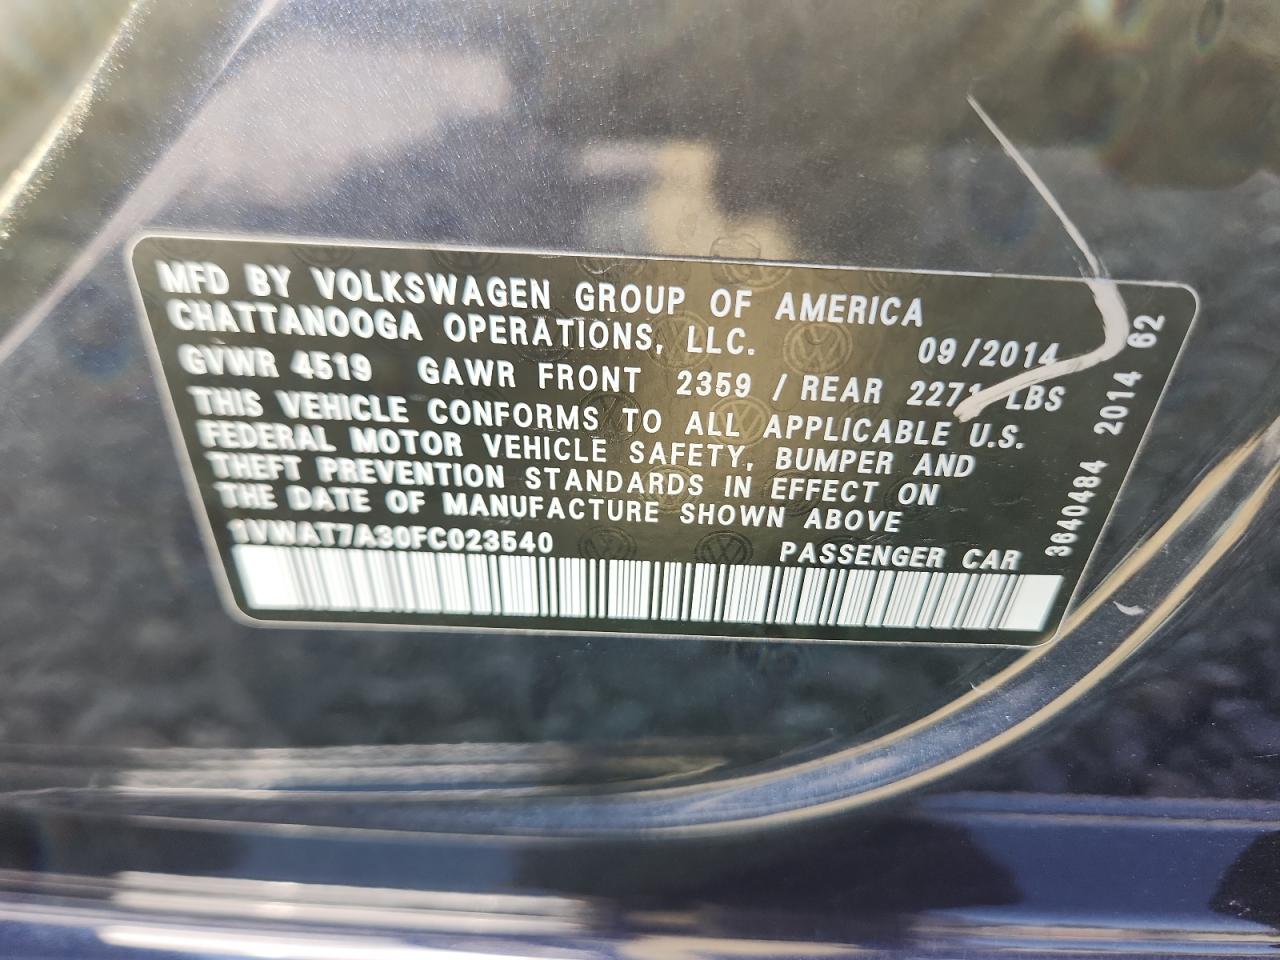 MFD BY VOLKSWAGEN GROUP OF AMERICA
CHATTANOOGA OPERATIONS, LLC.
09/2014
GVWR 4519 GAWR FRONT 2359 / REAR 2271 LBS
THIS VEHICLE CONFORMS TO ALL APPLICABLE U.S.
FEDERAL MOTOR VEHICLE SAFETY, BUMPER AND
THEFT PREVENTION STANDARDS IN EFFECT ON
THE DATE OF MANUFACTURE SHOWN ABOVE
1VWAT7A30FC023540 PASSENGER CAR
3640484 2014 62